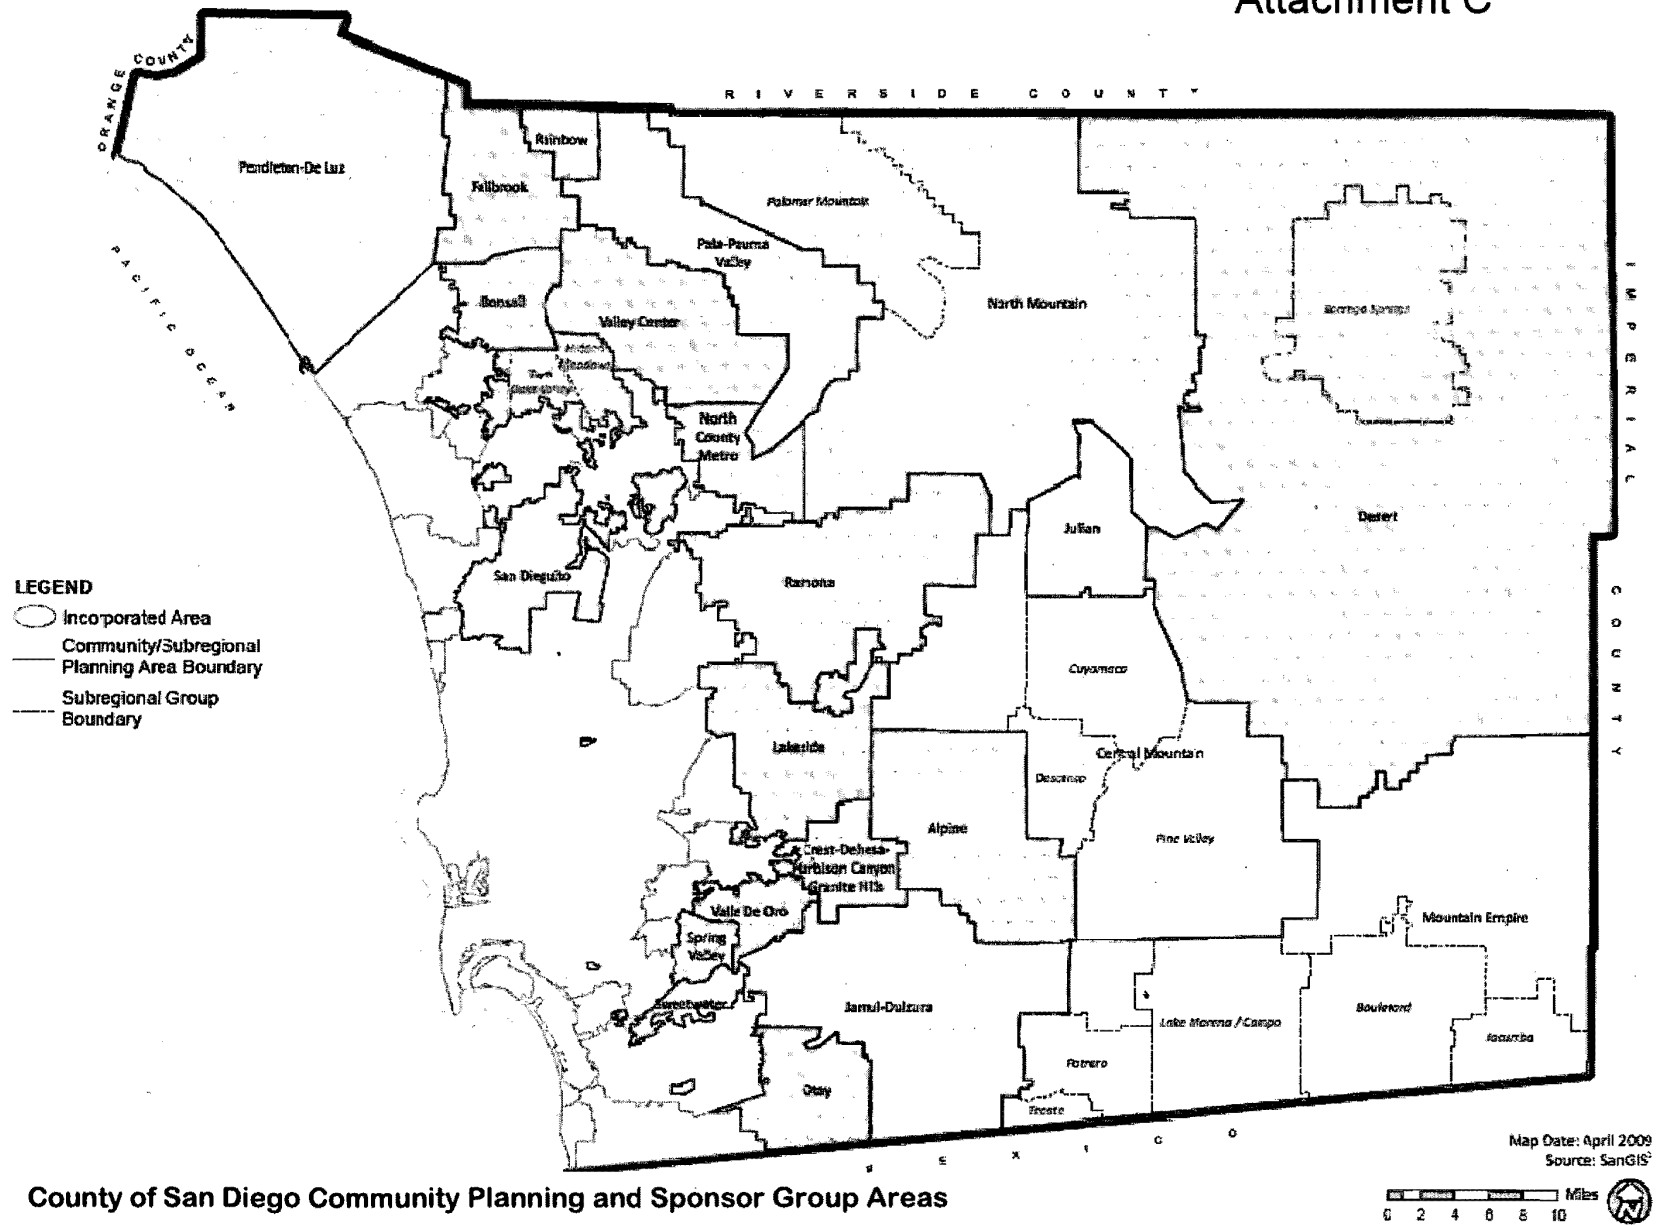 Attachment C
ORANGE COUNTY
RIVERSIDE COUNTY
Pendleton-De Luz
Rainbow
Fallbrook
Palomar Mountain
Pala-Pauma
Valley
PACIFIC OCEAN
IMPERIAL
COUNTY
Bonsall
North Mountain
Borrego Springs
Valley Center
Hidden
Meadows
Twin
Oaks Valley
North
County
Metro
Desert
Julian
San Dieguito
Ramona
LEGEND
Incorporated Area
Community/Subregional
Planning Area Boundary
Subregional Group
Boundary
Cuyamaca
Lakeside
Central Mountain
Descanso
Alpine
Pine Valley
Crest-Dehesa-
Harbison Canyon
Granite Hills
Valle De Oro
Mountain Empire
Spring
Valley
Sweetwater
Jamul-Dulzura
Lake Morena / Campo
Boulevard
Jacumba
Potrero
Otay
Tecate
MEXICO
Map Date: April 2009
Source: SanGIS
County of San Diego Community Planning and Sponsor Group Areas
Miles
0 2 4 6 8 10
N